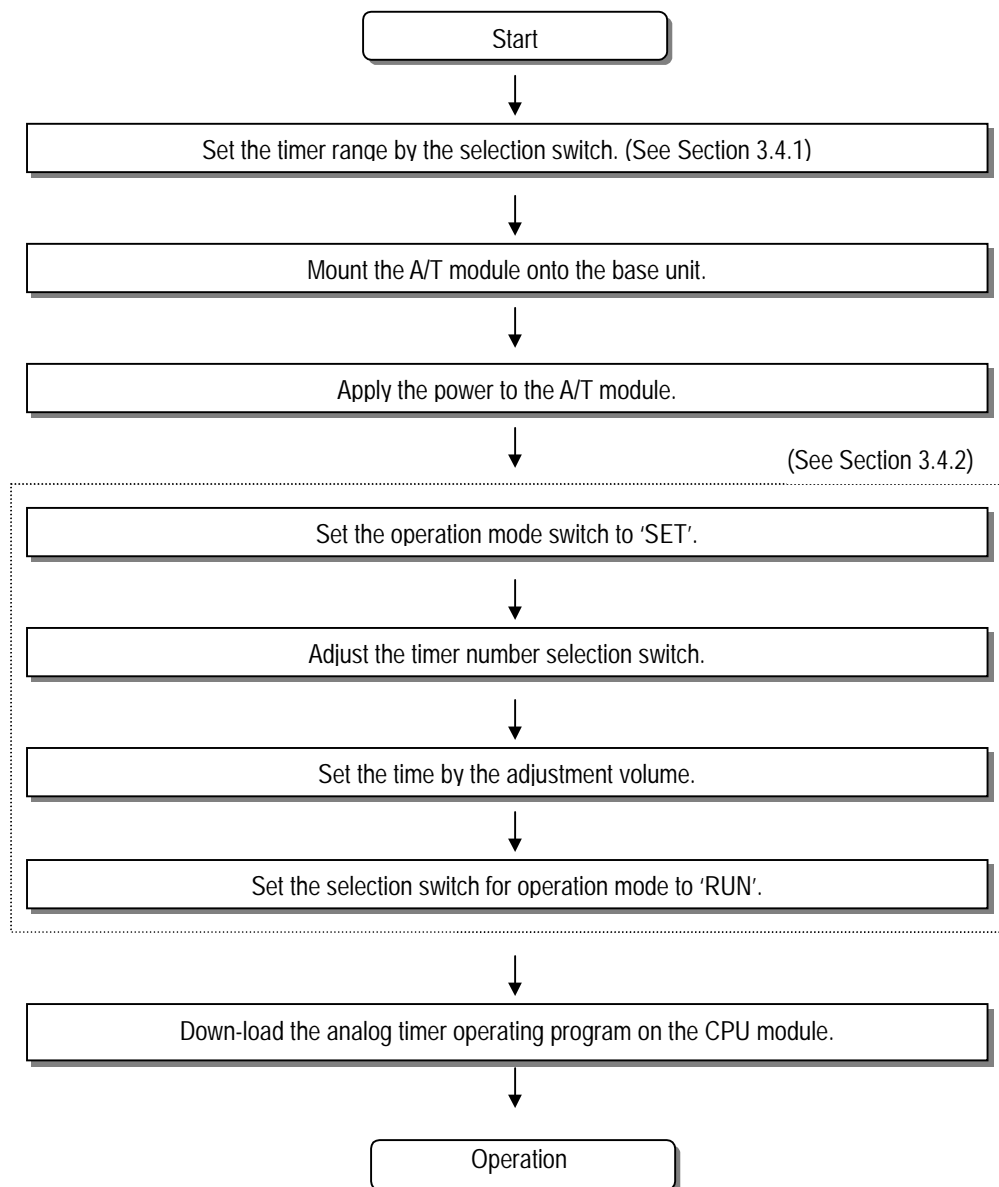 Start
Set the timer range by the selection switch. (See Section 3.4.1)
Mount the A/T module onto the base unit.
Apply the power to the A/T module.
(See Section 3.4.2)
Set the operation mode switch to ‘SET’.
Adjust the timer number selection switch.
Set the time by the adjustment volume.
Set the selection switch for operation mode to ‘RUN’.
Down-load the analog timer operating program on the CPU module.
Operation